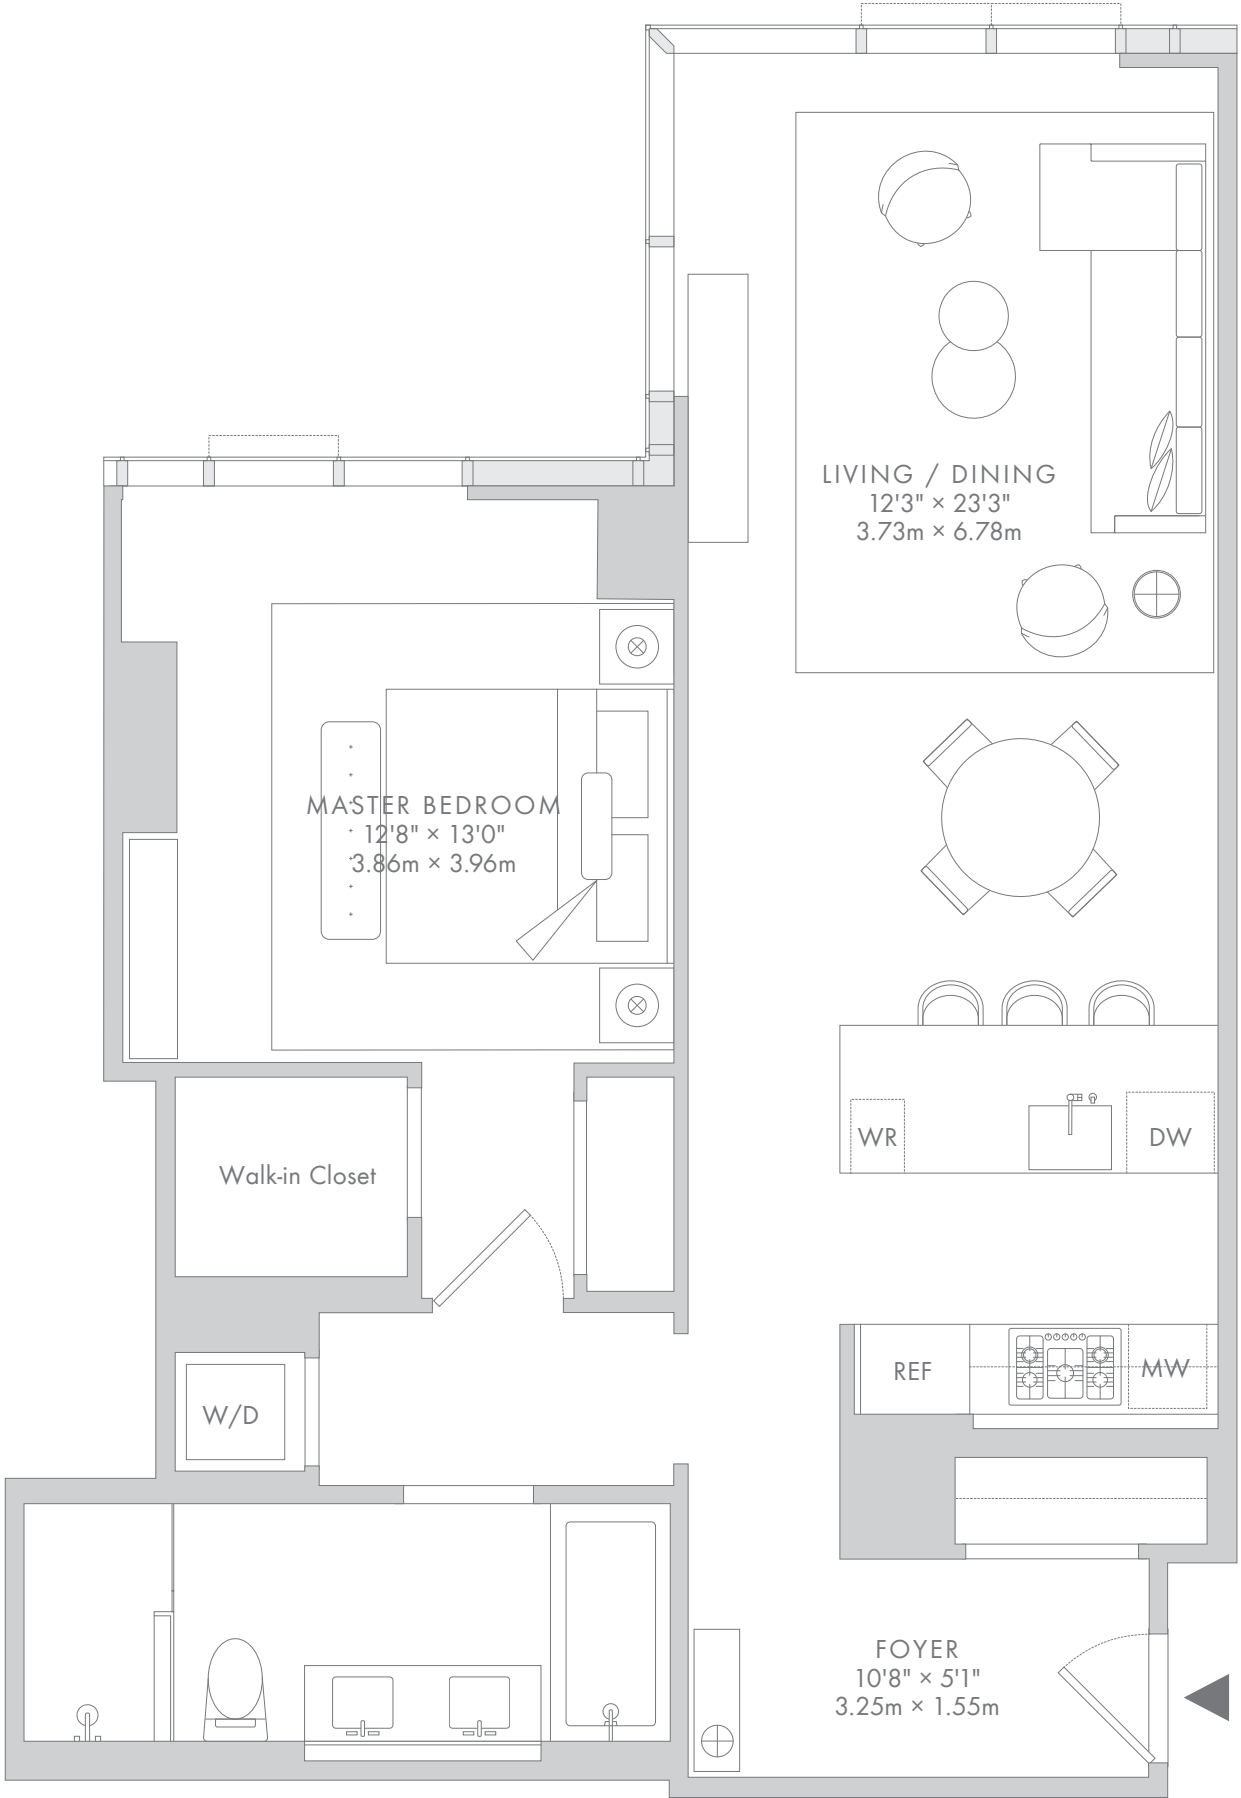 LIVING / DINING
12'3" × 23'3"
3.73m × 6.78m
MASTER BEDROOM
12'8" × 13'0"
3.86m × 3.96m
WR
DW
Walk-in Closet
REF
MW
W/D
FOYER
10'8" × 5'1"
3.25m × 1.55m